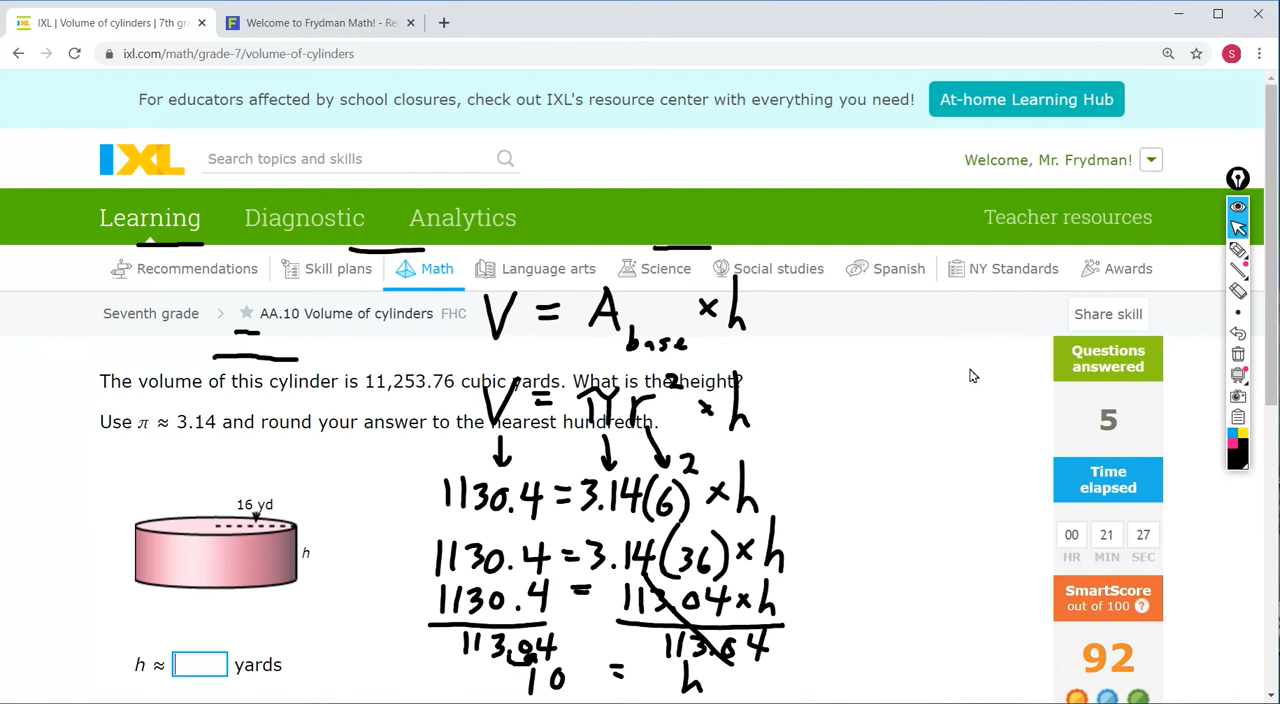 IXL | Volume of cylinders | 7th gra
Welcome to Frydman Math! - Re
ixl.com/math/grade-7/volume-of-cylinders
S
For educators affected by school closures, check out IXL's resource center with everything you need!
At-home Learning Hub
IXL
Search topics and skills
Welcome, Mr. Frydman!
Learning Diagnostic Analytics Teacher resources
Recommendations Skill plans Math Language arts Science Social studies Spanish NY Standards Awards
Seventh grade > AA.10 Volume of cylinders FHC
Share skill
V = A base × h
The volume of this cylinder is 11,253.76 cubic yards. What is the height?
Use π ≈ 3.14 and round your answer to the nearest hundredth.
V = πr² × h
1130.4 = 3.14(6)² × h
1130.4 = 3.14(36) × h
1130.4 = 113.04 × h
113.04 113.04
10 = h
16 yd
h
h ≈ yards
Questions answered
5
Time elapsed
00 21 27
HR MIN SEC
SmartScore
out of 100 ?
92